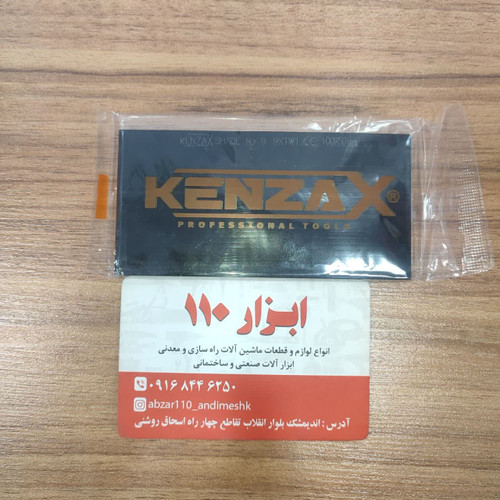 KENZAX®
PROFESSIONAL TOOLS
ابزار ۱۱۰
انواع لوازم و قطعات ماشین آلات راه سازی و معدنی
ابزار آلات صنعتی و ساختمانی
۰۹۱۶ ۸۴۴ ۶۲۵۰
abzar110_andimeshk
آدرس : اندیمشک بلوار انقلاب تقاطع چهار راه اسحاق روشنی